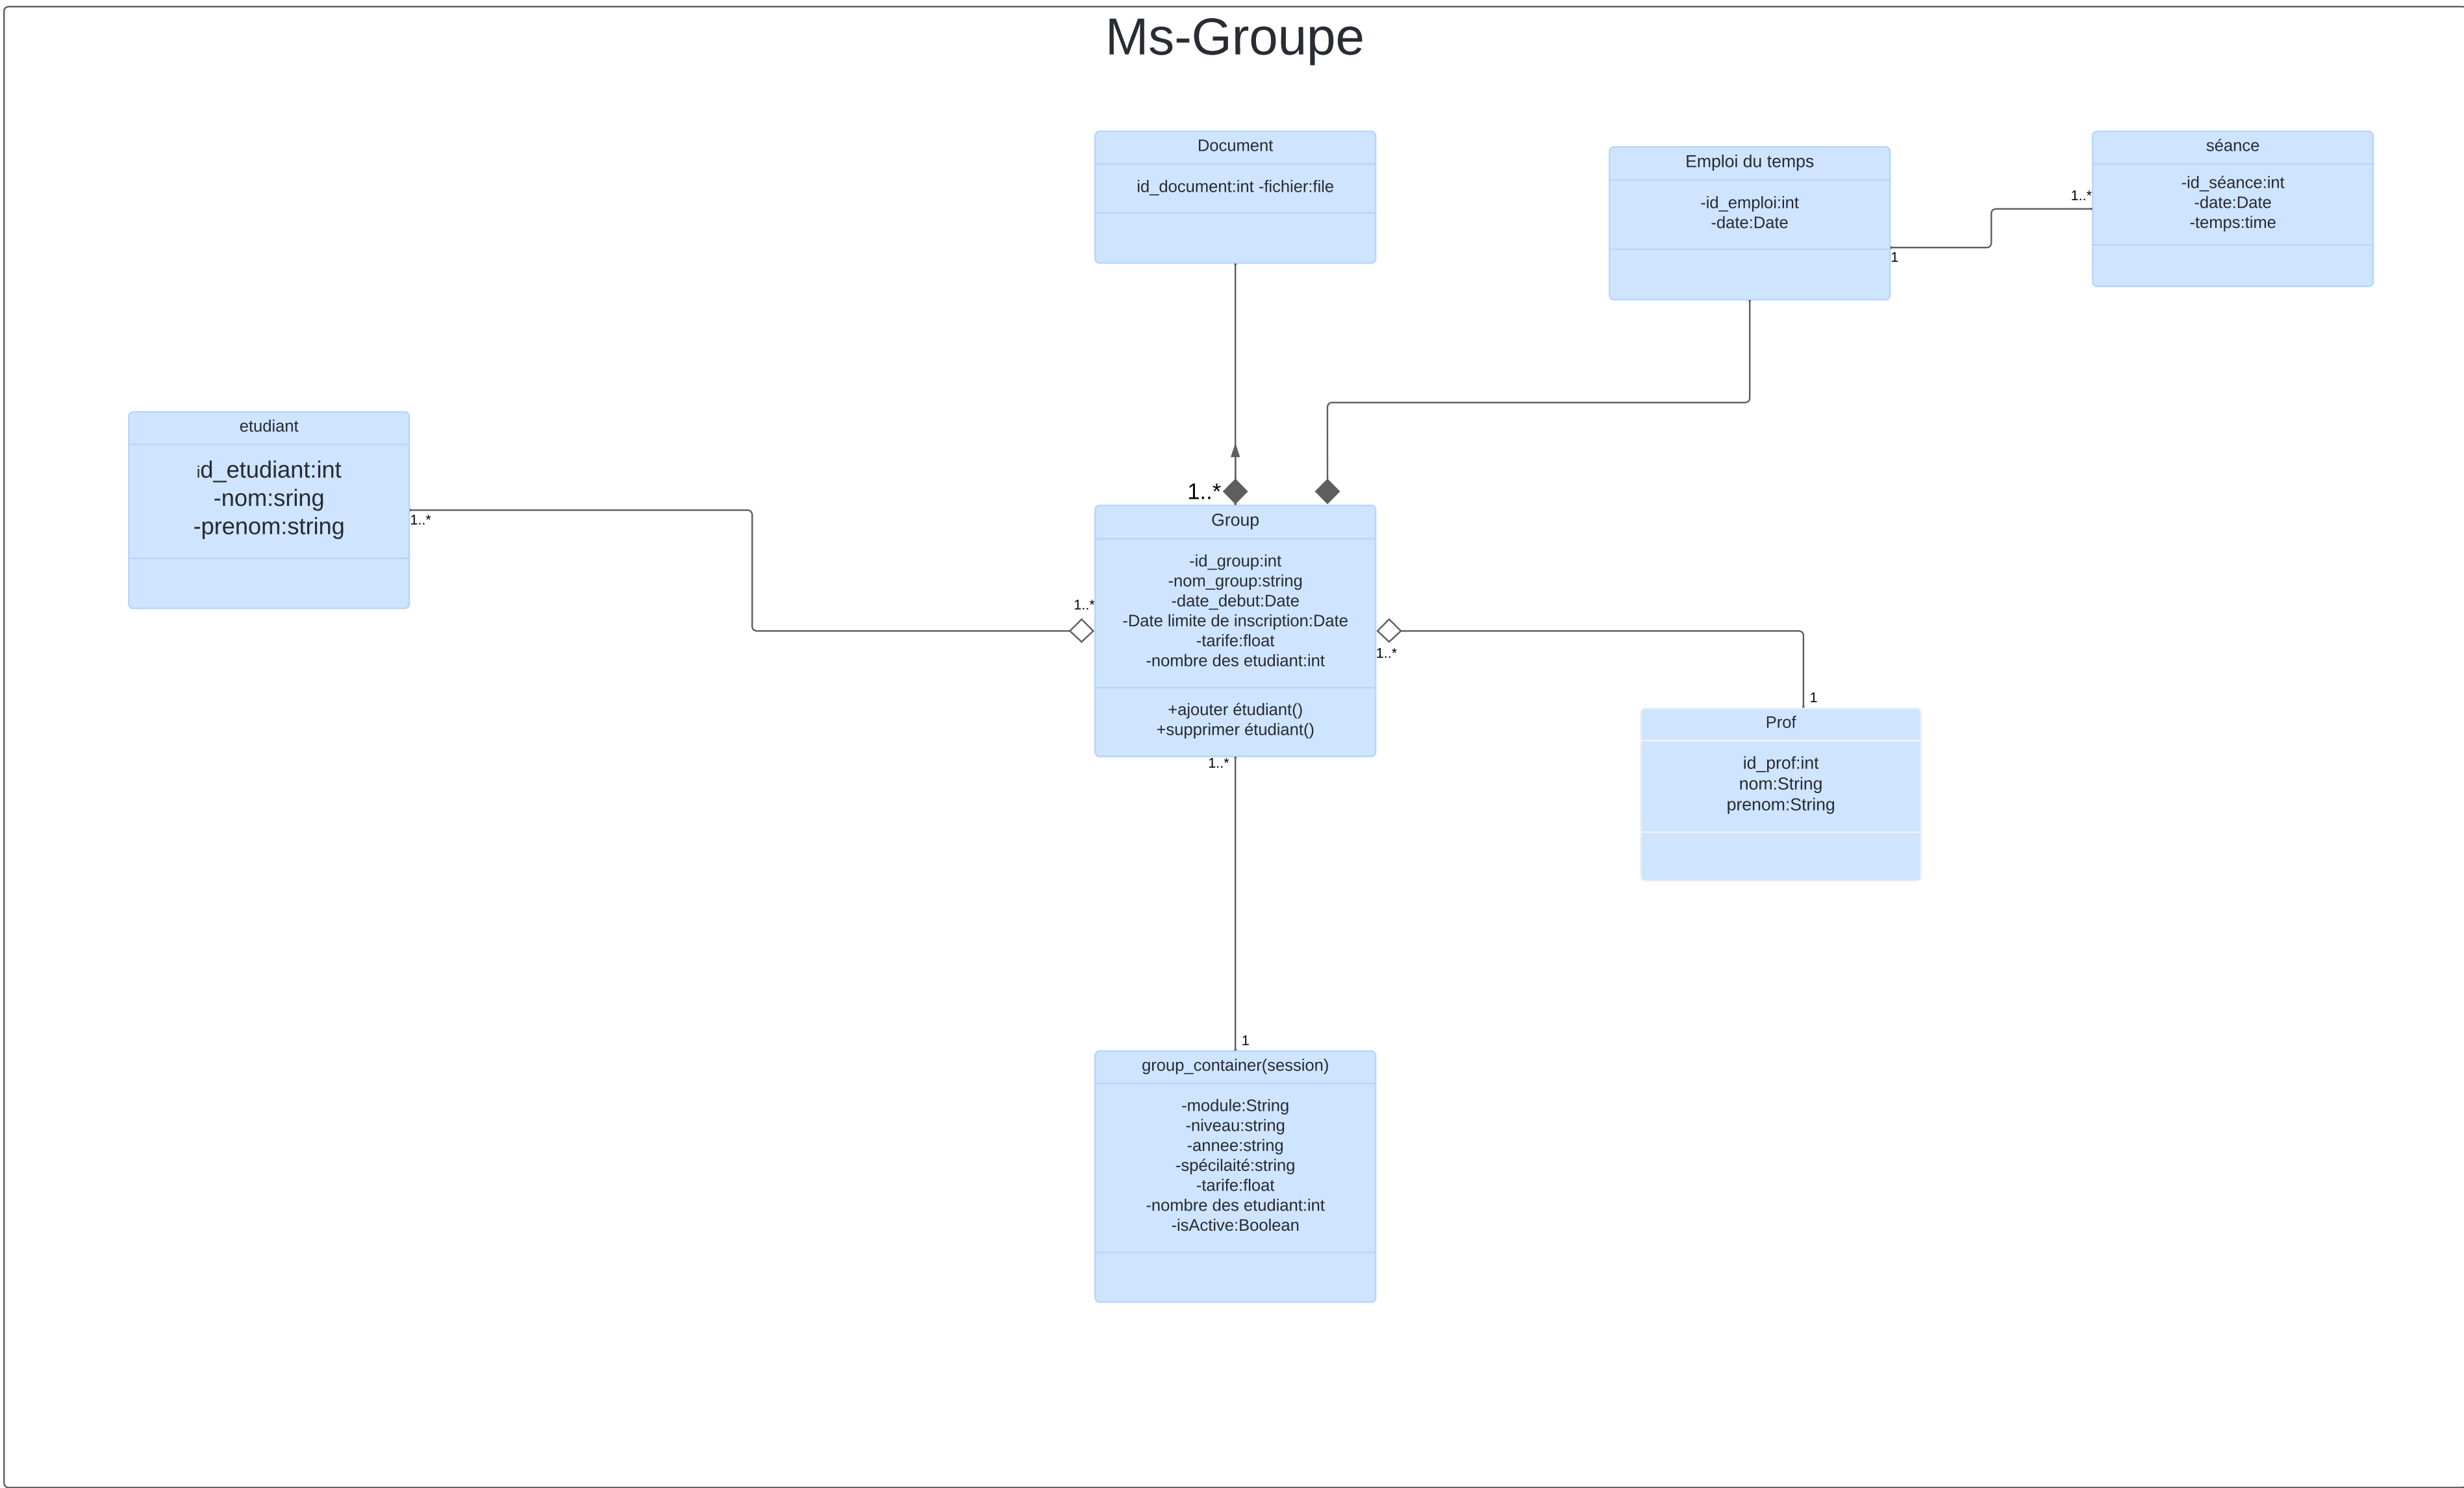 Ms-Groupe
Document
id_document:int -fichier:file
Emploi du temps
-id_emploi:int
-date:Date
1
séance
-id_séance:int
-date:Date
-temps:time
1..*
etudiant
id_etudiant:int
-nom:sring
-prenom:string
1..*
1..*
1..*
Group
-id_group:int
-nom_group:string
-date_debut:Date
-Date limite de inscription:Date
-tarife:float
-nombre des etudiant:int
+ajouter étudiant()
+supprimer étudiant()
1..*
1..*
1
Prof
id_prof:int
nom:String
prenom:String
1
group_container(session)
-module:String
-niveau:string
-annee:string
-spécilaité:string
-tarife:float
-nombre des etudiant:int
-isActive:Boolean